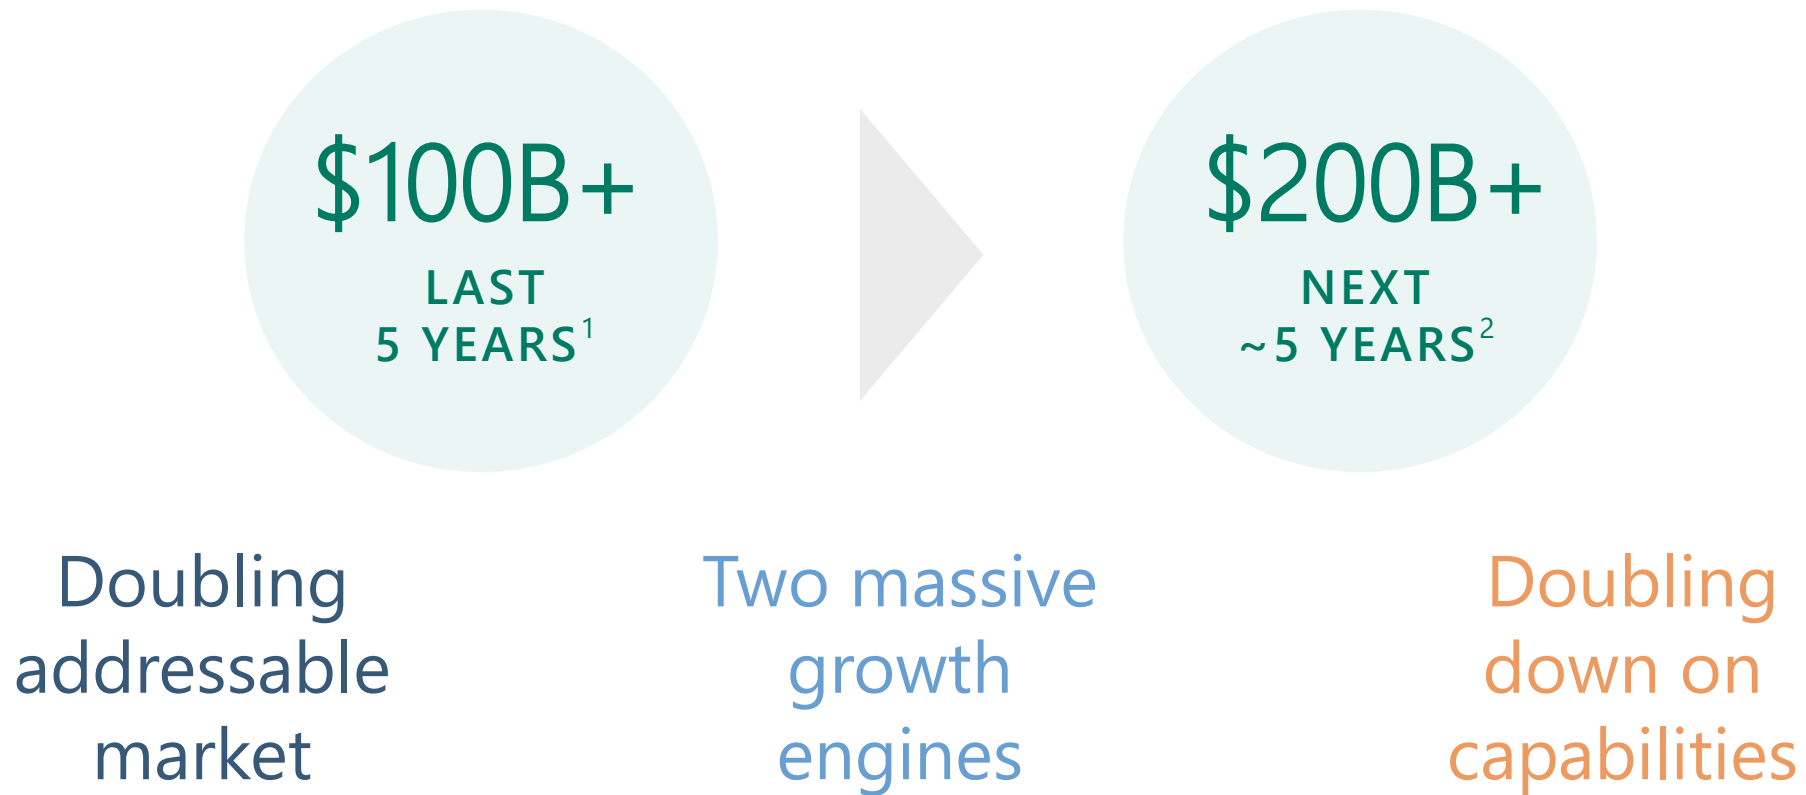 $100B+
LAST
5 YEARS1
$200B+
NEXT
~5 YEARS2
Doubling
addressable
market
Two massive
growth
engines
Doubling
down on
capabilities